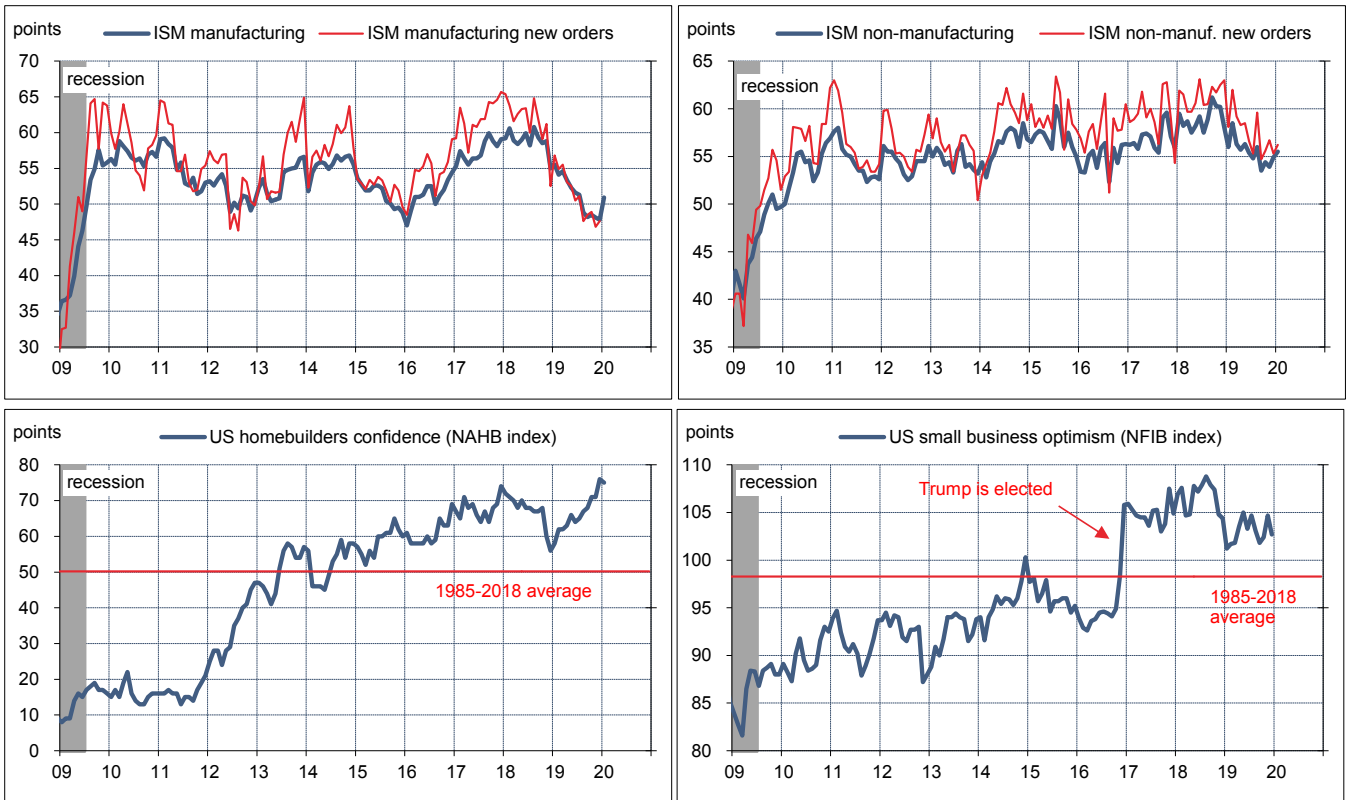 points
ISM manufacturing
ISM manufacturing new orders
70
65
60
55
50
45
40
35
30
recession
09 10 11 12 13 14 15 16 17 18 19 20
points
ISM non-manufacturing
ISM non-manuf. new orders
65
60
55
50
45
40
35
recession
09 10 11 12 13 14 15 16 17 18 19 20
points
US homebuilders confidence (NAHB index)
80
70
60
50
40
30
20
10
0
recession
1985-2018 average
09 10 11 12 13 14 15 16 17 18 19 20
points
US small business optimism (NFIB index)
110
105
100
95
90
85
80
recession
Trump is elected
1985-2018
average
09 10 11 12 13 14 15 16 17 18 19 20